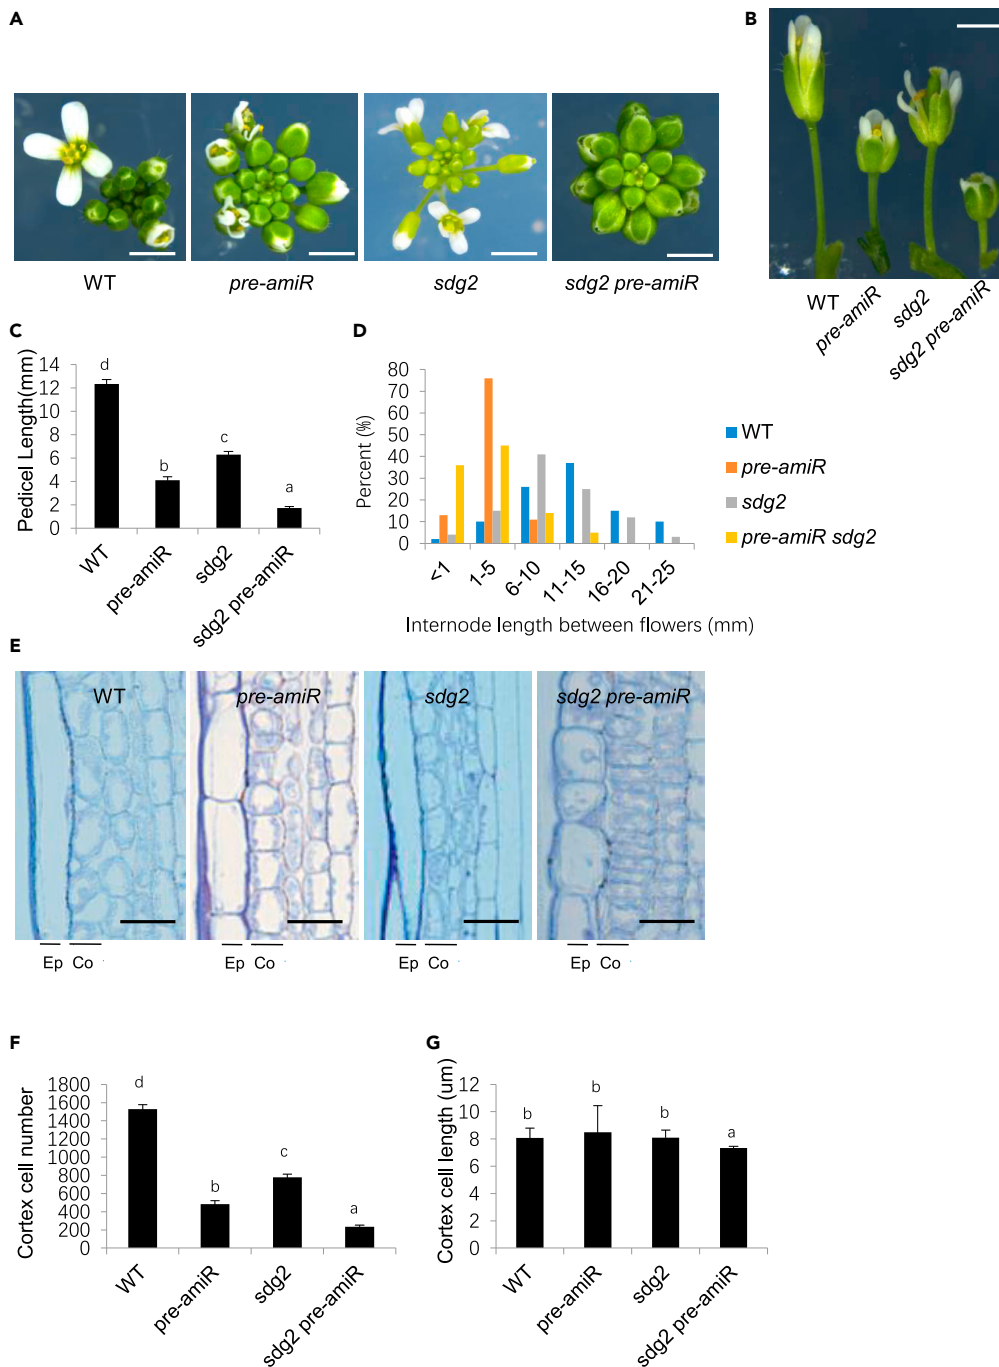 A
B
WT
pre-amiR
sdg2
sdg2 pre-amiR
WT
pre-amiR
sdg2
sdg2 pre-amiR
C
Pedicel Length(mm)
14
12
10
8
6
4
2
0
d
b
c
a
WT
pre-amiR
sdg2
sdg2 pre-amiR
D
Percent (%)
80
70
60
50
40
30
20
10
0
<1
1-5
6-10
11-15
16-20
21-25
Internode length between flowers (mm)
WT
pre-amiR
sdg2
pre-amiR sdg2
E
WT
pre-amiR
sdg2
sdg2 pre-amiR
Ep Co
Ep Co
Ep Co
Ep Co
F
Cortex cell number
1800
1600
1400
1200
1000
800
600
400
200
0
d
b
c
a
WT
pre-amiR
sdg2
sdg2 pre-amiR
G
Cortex cell length (um)
12
10
8
6
4
2
0
b
b
b
a
WT
pre-amiR
sdg2
sdg2 pre-amiR